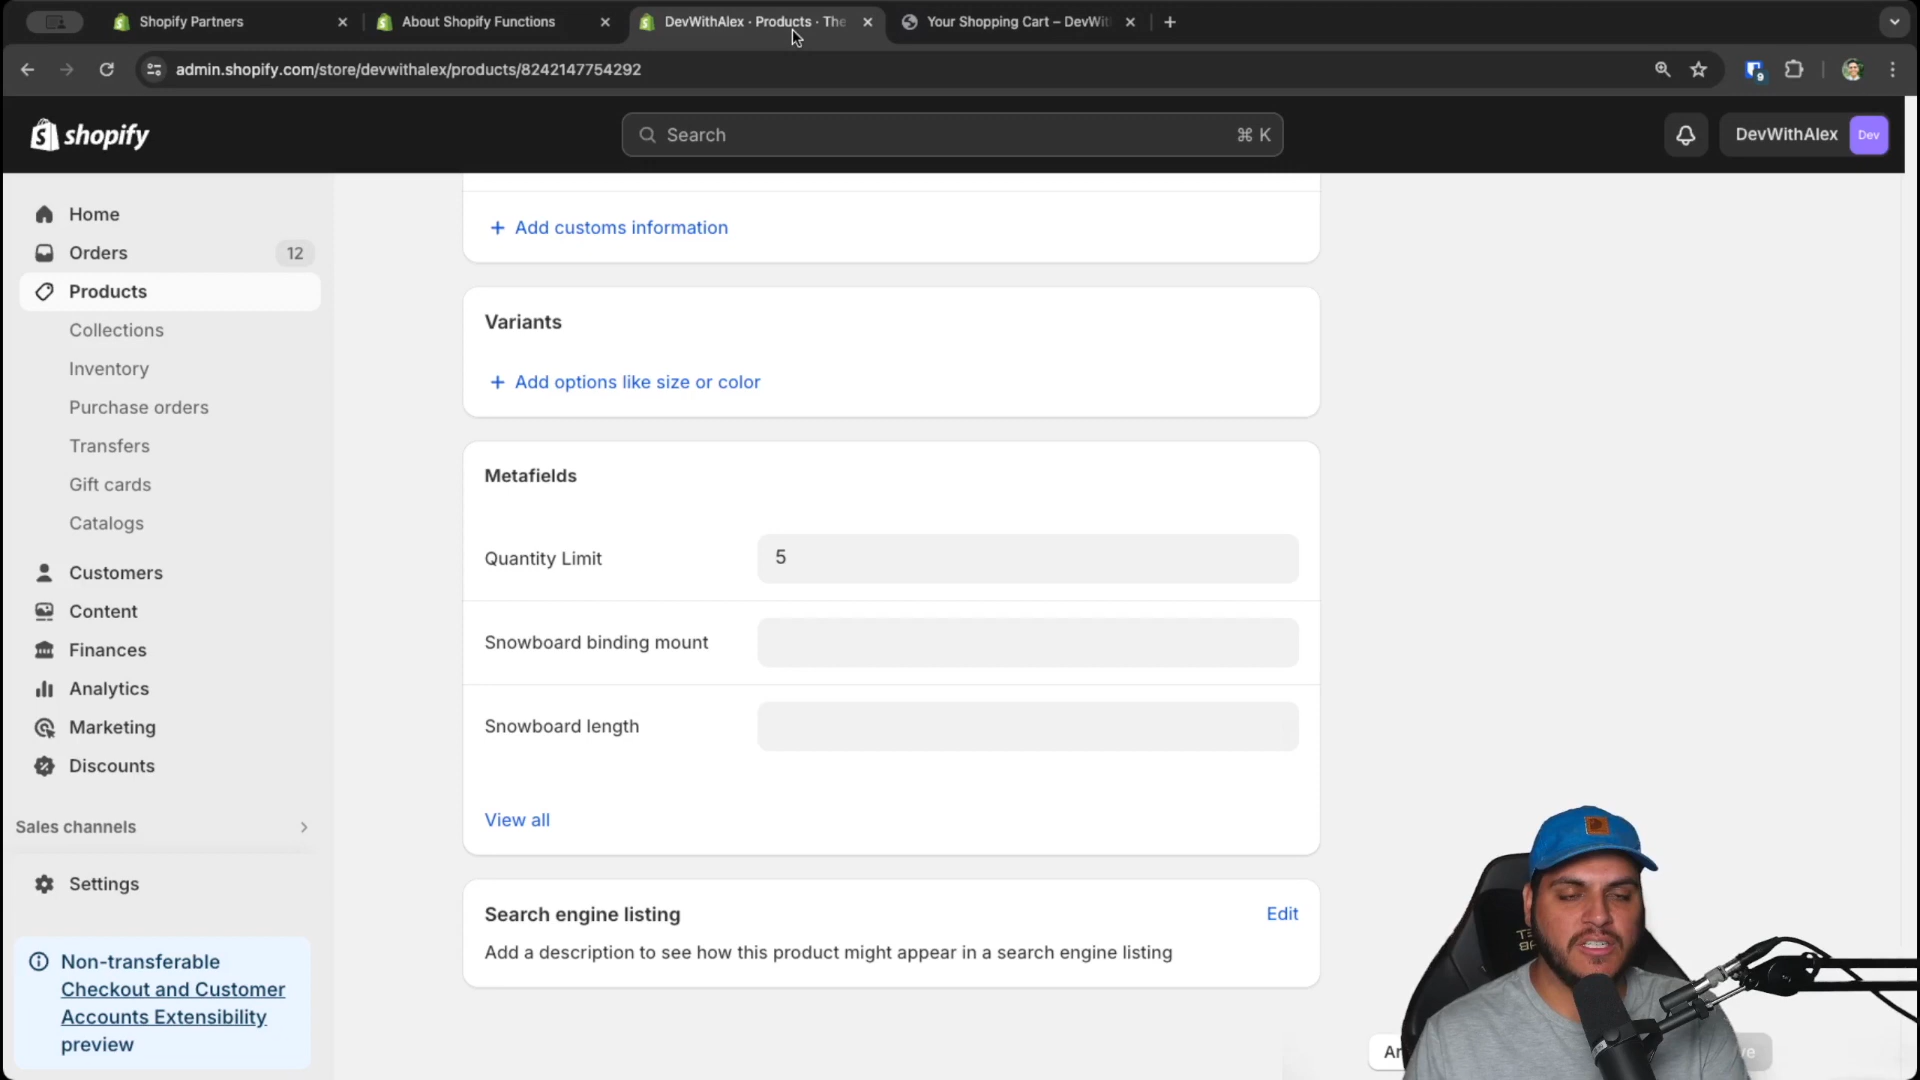 Shopify Partners
About Shopify Functions
DevWithAlex · Products · The
Your Shopping Cart – DevWit
admin.shopify.com/store/devwithalex/products/8242147754292
9
shopify
Search
⌘ K
DevWithAlex
Dev
Home
Orders
12
Products
Collections
Inventory
Purchase orders
Transfers
Gift cards
Catalogs
Customers
Content
Finances
Analytics
Marketing
Discounts
Sales channels
Settings
Non-transferable
Checkout and Customer
Accounts Extensibility
preview
+ Add customs information
Variants
+ Add options like size or color
Metafields
Quantity Limit
5
Snowboard binding mount
Snowboard length
View all
Search engine listing
Edit
Add a description to see how this product might appear in a search engine listing